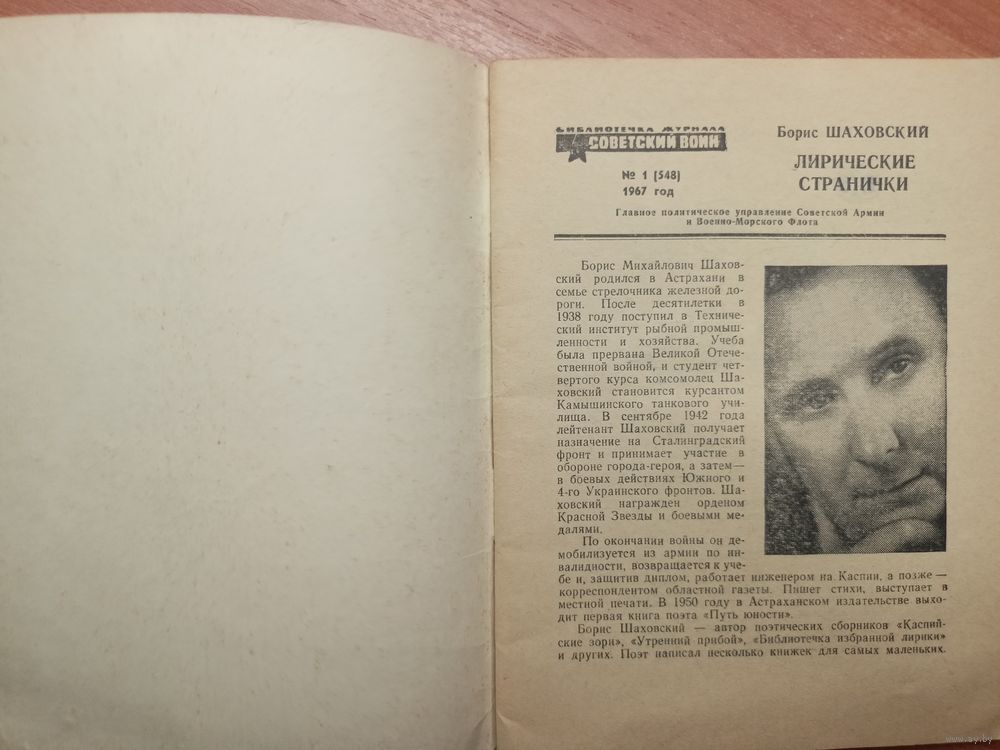 БИБЛИОТЕЧКА ЖУРНАЛА
СОВЕТСКИЙ ВОИН
№ 1 (548)
1967 год
Борис ШАХОВСКИЙ
ЛИРИЧЕСКИЕ
СТРАНИЧКИ
Главное политическое управление Советской Армии
и Военно-Морского Флота
Борис Михайлович Шахов-
ский родился в Астрахани в
семье стрелочника железной до-
роги. После десятилетки в
1938 году поступил в Техниче-
ский институт рыбной промыш-
ленности и хозяйства. Учеба
была прервана Великой Отече-
ственной войной, и студент чет-
вертого курса комсомолец Ша-
ховский становится курсантом
Камышинского танкового учи-
лища. В сентябре 1942 года
лейтенант Шаховский получает
назначение на Сталинградский
фронт и принимает участие в
обороне города-героя, а затем —
в боевых действиях Южного и
4-го Украинского фронтов. Ша-
ховский награжден орденом
Красной Звезды и боевыми ме-
далями.
По окончании войны он де-
мобилизуется из армии по ин-
валидности, возвращается к уче-
бе и, защитив диплом, работает инженером на Каспии, а позже —
корреспондентом областной газеты. Пишет стихи, выступает в
местной печати. В 1950 году в Астраханском издательстве выхо-
дит первая книга поэта «Путь юности».
Борис Шаховский — автор поэтических сборников «Каспий-
ские зори», «Утренний прибой», «Библиотечка избранной лирики»
и других. Поэт написал несколько книжек для самых маленьких.
www.ay.by